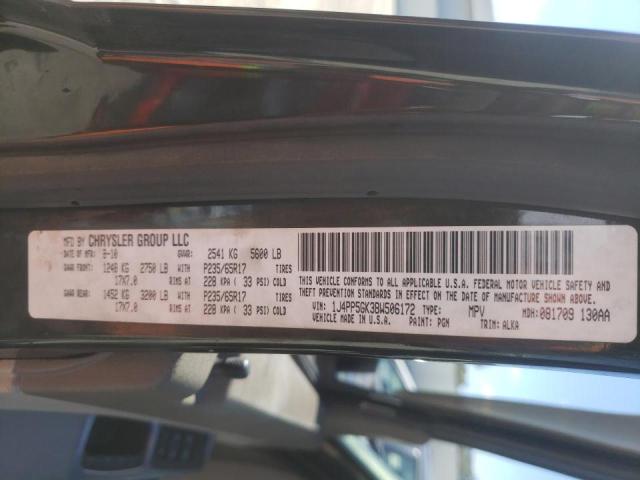 MFD BY CHRYSLER GROUP LLC
DATE OF MFR: 8-10 GVWR: 2541 KG 5600 LB
GAWR FRONT: 1248 KG 2750 LB WITH P235/65R17 TIRES
17X7.0 RIMS AT 228 KPA ( 33 PSI) COLD
GAWR REAR: 1452 KG 3200 LB WITH P235/65R17 TIRES
17X7.0 RIMS AT 228 KPA ( 33 PSI) COLD
THIS VEHICLE CONFORMS TO ALL APPLICABLE U.S.A. FEDERAL MOTOR VEHICLE SAFETY AND
THEFT PREVENTION STANDARDS IN EFFECT ON THE DATE OF MANUFACTURE SHOWN ABOVE.
VIN: 1J4PP5GK3BW506172 TYPE: MPV MDH: 081709 130AA
VEHICLE MADE IN U.S.A. PAINT: PGN TRIM: ALKA